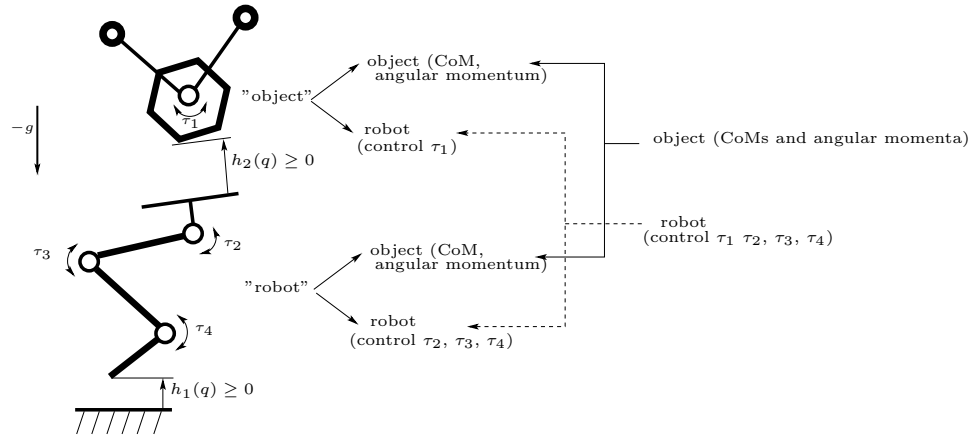 −g
τ1
h2(q) ≥ 0
τ2
τ3
τ4
h1(q) ≥ 0
"object"
object (CoM,
angular momentum)
robot
(control τ1)
"robot"
object (CoM,
angular momentum)
robot
(control τ2, τ3, τ4)
object (CoMs and angular momenta)
robot
(control τ1 τ2, τ3, τ4)